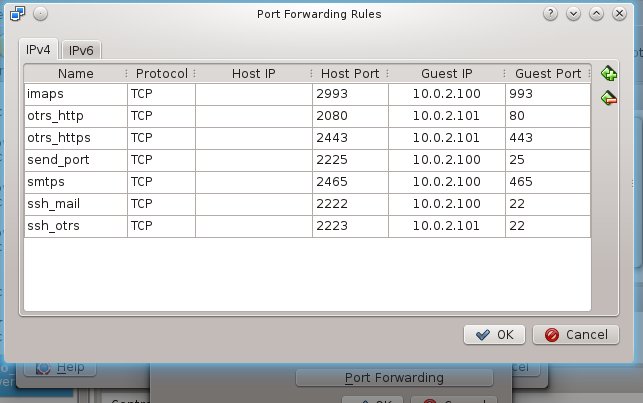 Port Forwarding Rules
IPv4 IPv6
Name Protocol Host IP Host Port Guest IP Guest Port
imaps TCP 2993 10.0.2.100 993
otrs_http TCP 2080 10.0.2.101 80
otrs_https TCP 2443 10.0.2.101 443
send_port TCP 2225 10.0.2.100 25
smtps TCP 2465 10.0.2.100 465
ssh_mail TCP 2222 10.0.2.100 22
ssh_otrs TCP 2223 10.0.2.101 22
OK Cancel
Help
Port Forwarding